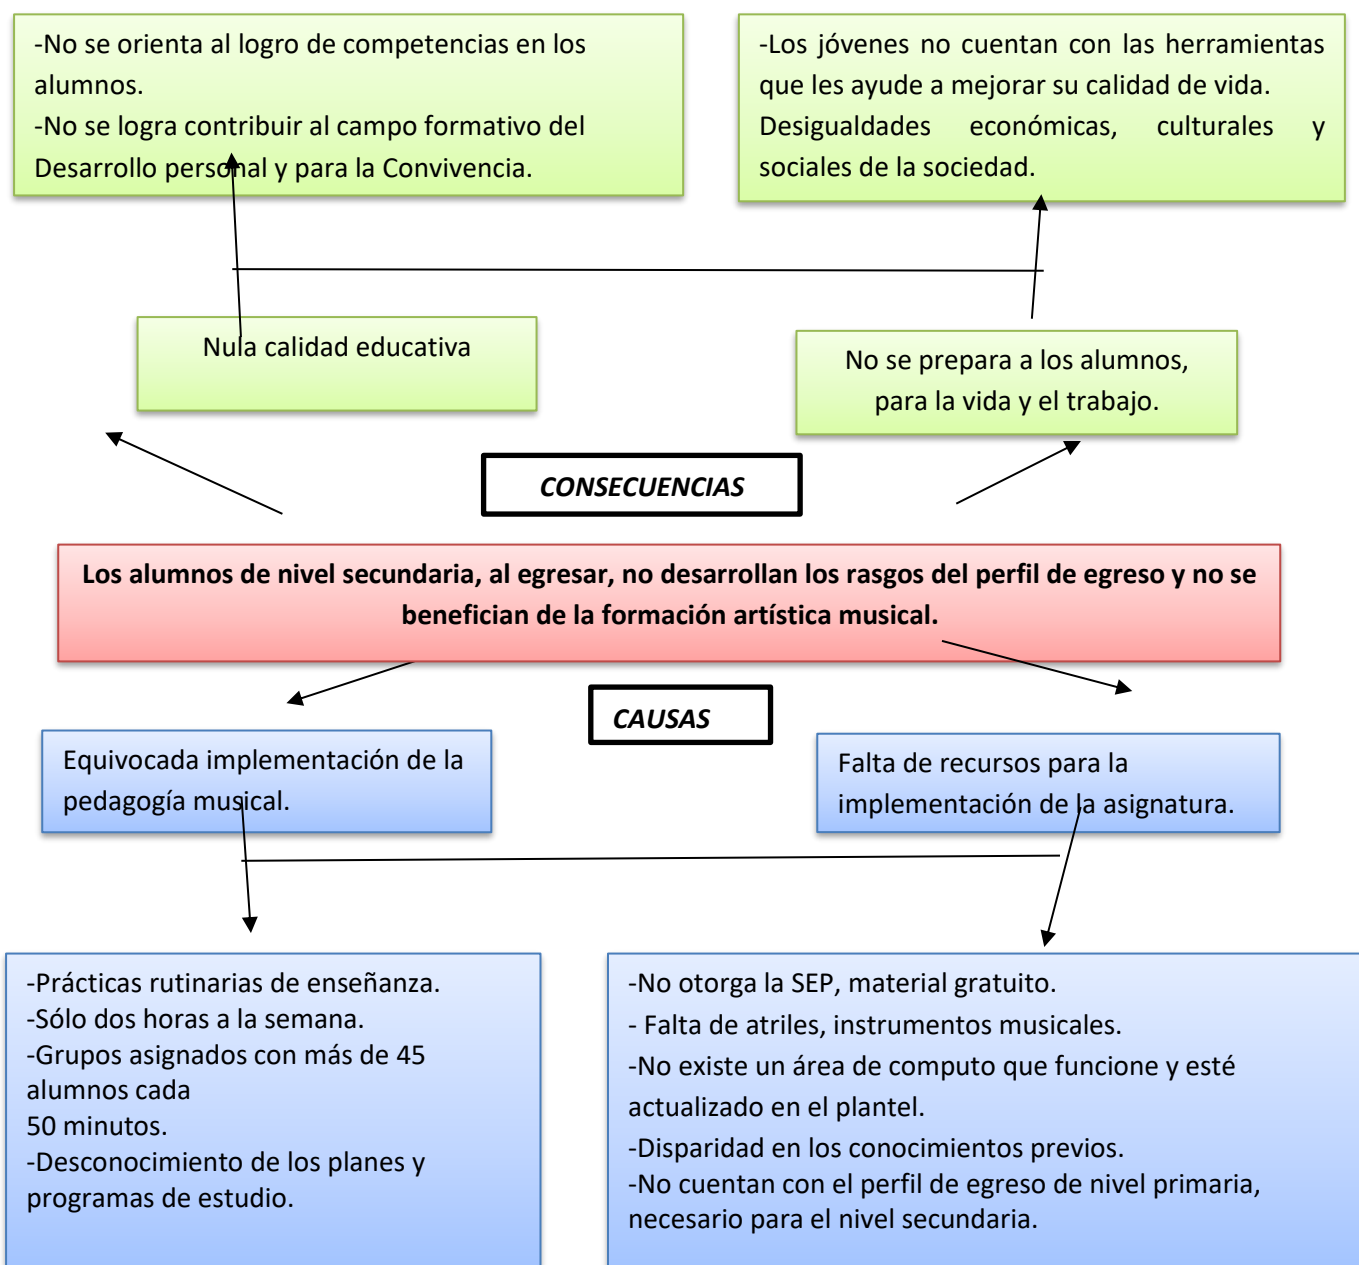 -No se orienta al logro de competencias en los
alumnos.
-No se logra contribuir al campo formativo del
Desarrollo personal y para la Convivencia.
-Los jóvenes no cuentan con las herramientas
que les ayude a mejorar su calidad de vida.
Desigualdades económicas, culturales y
sociales de la sociedad.
Nula calidad educativa
No se prepara a los alumnos,
para la vida y el trabajo.
CONSECUENCIAS
Los alumnos de nivel secundaria, al egresar, no desarrollan los rasgos del perfil de egreso y no se
benefician de la formación artística musical.
CAUSAS
Equivocada implementación de la
pedagogía musical.
Falta de recursos para la
implementación de la asignatura.
-Prácticas rutinarias de enseñanza.
-Sólo dos horas a la semana.
-Grupos asignados con más de 45
alumnos cada
50 minutos.
-Desconocimiento de los planes y
programas de estudio.
-No otorga la SEP, material gratuito.
- Falta de atriles, instrumentos musicales.
-No existe un área de computo que funcione y esté
actualizado en el plantel.
-Disparidad en los conocimientos previos.
-No cuentan con el perfil de egreso de nivel primaria,
necesario para el nivel secundaria.